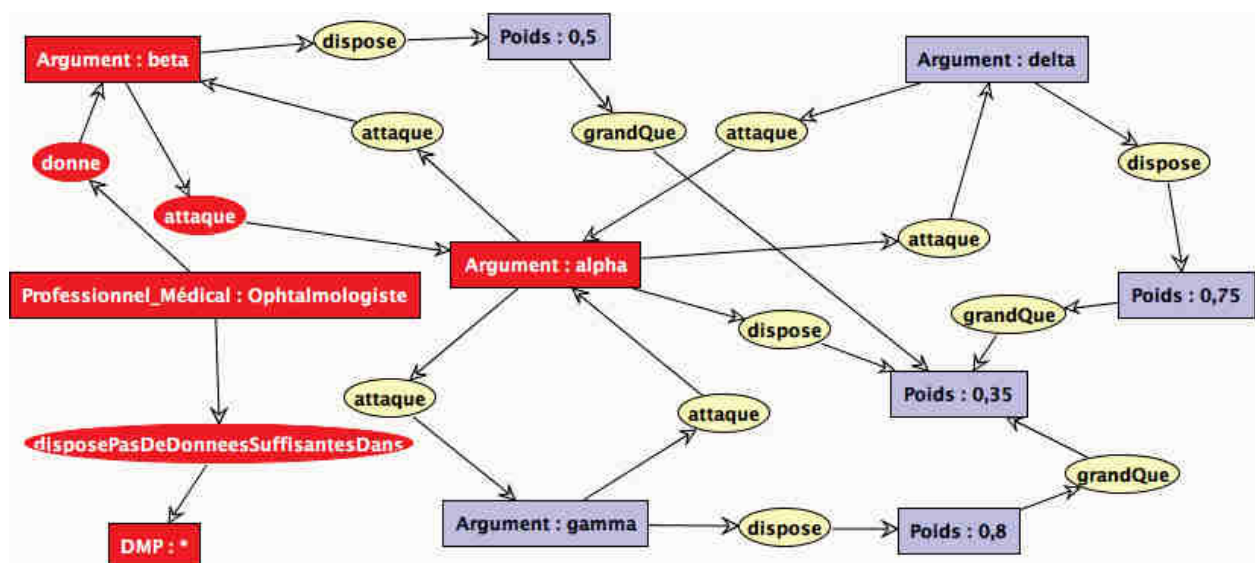 dispose
Poids : 0,5
Argument : beta
Argument : delta
attaque
grandQue
attaque
donne
dispose
attaque
attaque
Argument : alpha
Professionnel_Médical : Ophtalmologiste
Poids : 0,75
grandQue
dispose
attaque
Poids : 0,35
attaque
disposePasDeDonneesSuffisantesDans
grandQue
Argument : gamma
dispose
Poids : 0,8
DMP : *